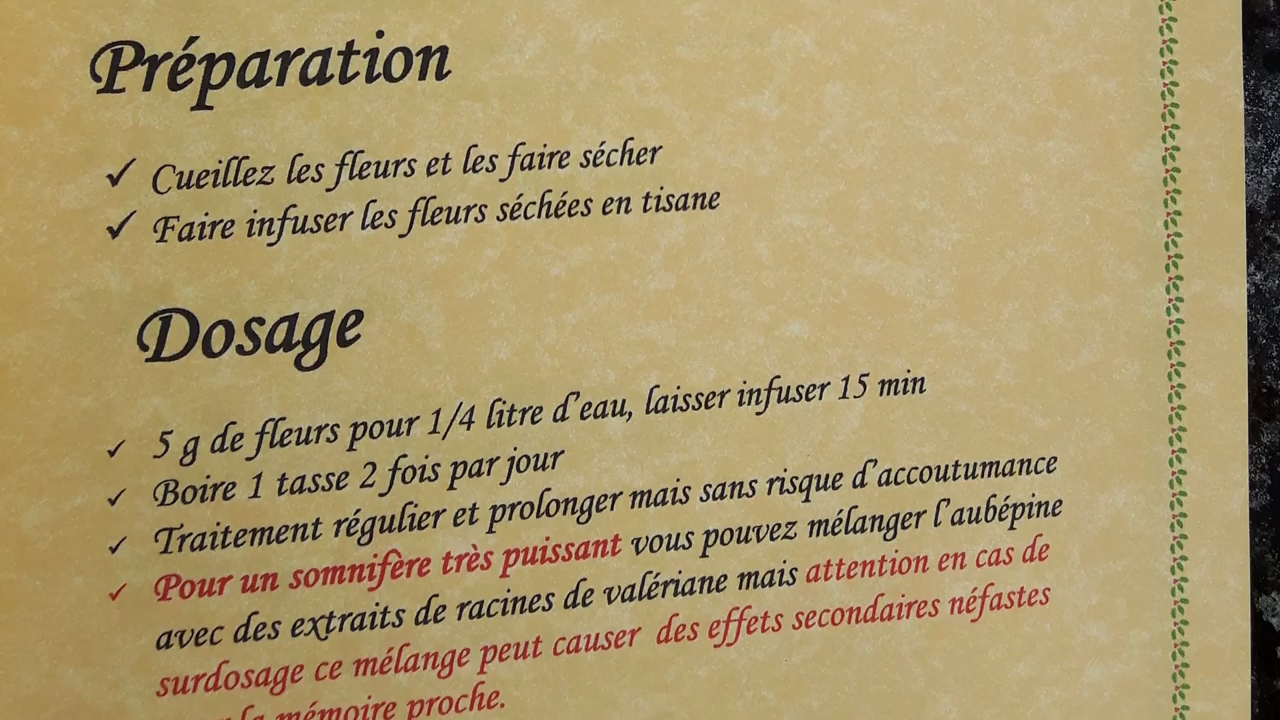 Préparation
✓ Cueillez les fleurs et les faire sécher
✓ Faire infuser les fleurs séchées en tisane
Dosage
✓ 5 g de fleurs pour 1/4 litre d'eau, laisser infuser 15 min
✓ Boire 1 tasse 2 fois par jour
✓ Traitement régulier et prolonger mais sans risque d'accoutumance
✓ Pour un somnifère très puissant vous pouvez mélanger l'aubépine
avec des extraits de racines de valériane mais attention en cas de
surdosage ce mélange peut causer des effets secondaires néfastes
la mémoire proche.